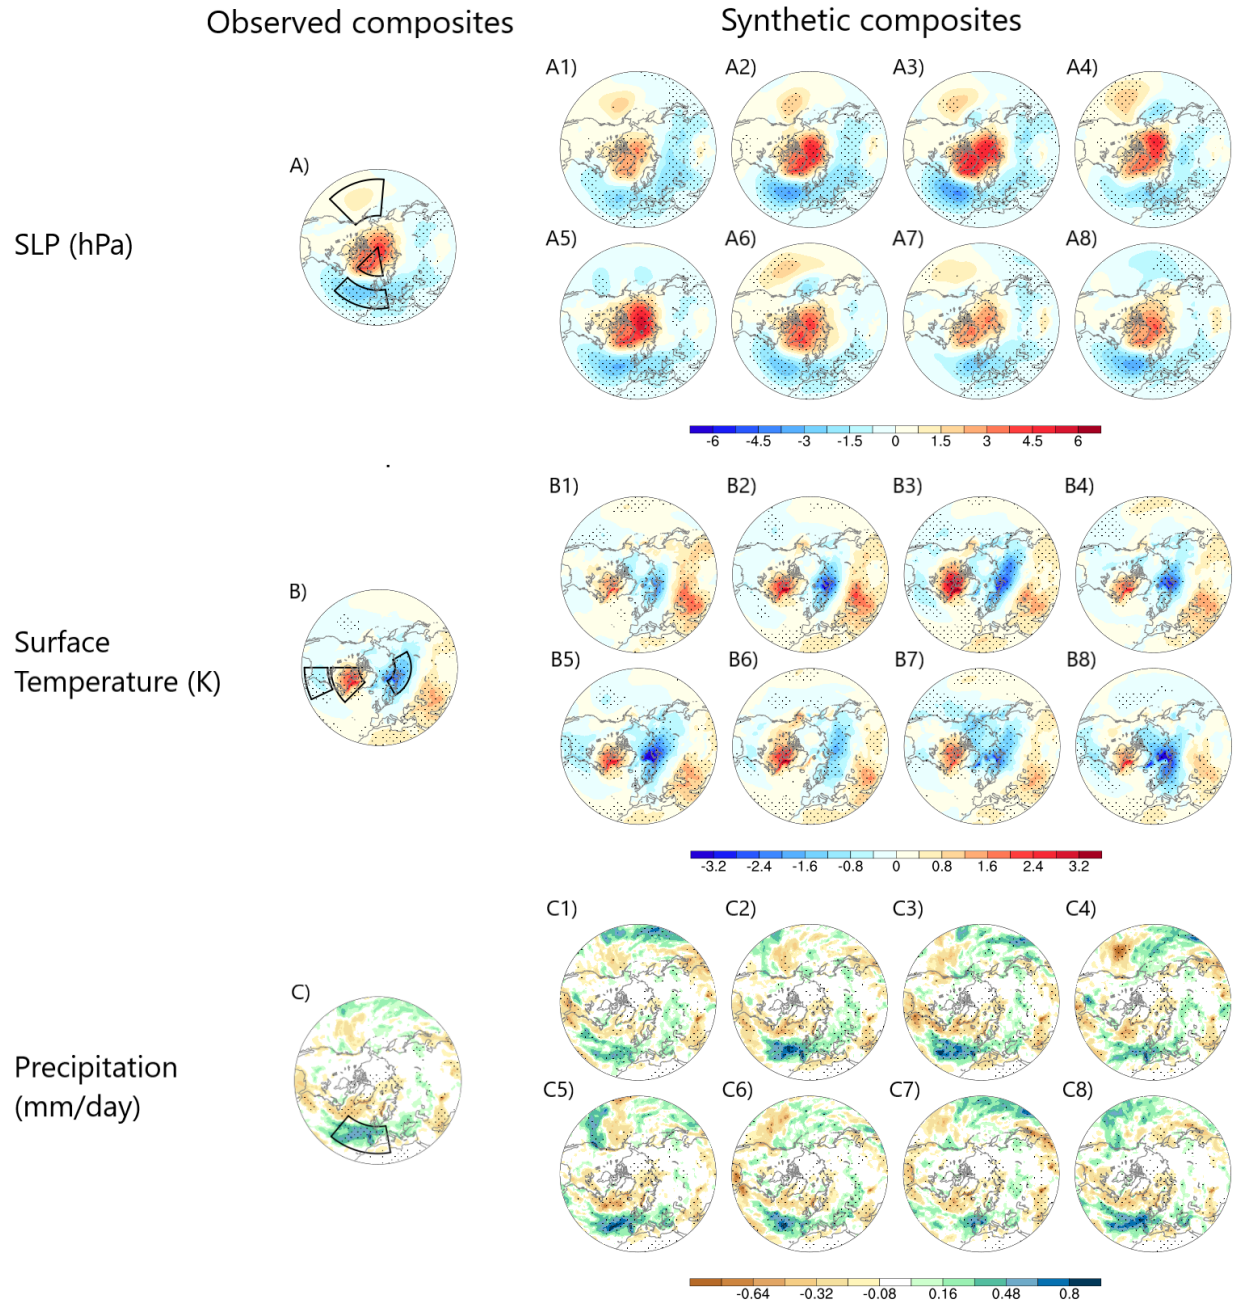 Observed composites
Synthetic composites
A1)
A2)
A3)
A4)
A)
SLP (hPa)
A5)
A6)
A7)
A8)
-6 -4.5 -3 -1.5 0 1.5 3 4.5 6
B1)
B2)
B3)
B4)
B)
Surface
Temperature (K)
B5)
B6)
B7)
B8)
-3.2 -2.4 -1.6 -0.8 0 0.8 1.6 2.4 3.2
C1)
C2)
C3)
C4)
C)
Precipitation
(mm/day)
C5)
C6)
C7)
C8)
-0.64 -0.32 -0.08 0.16 0.48 0.8